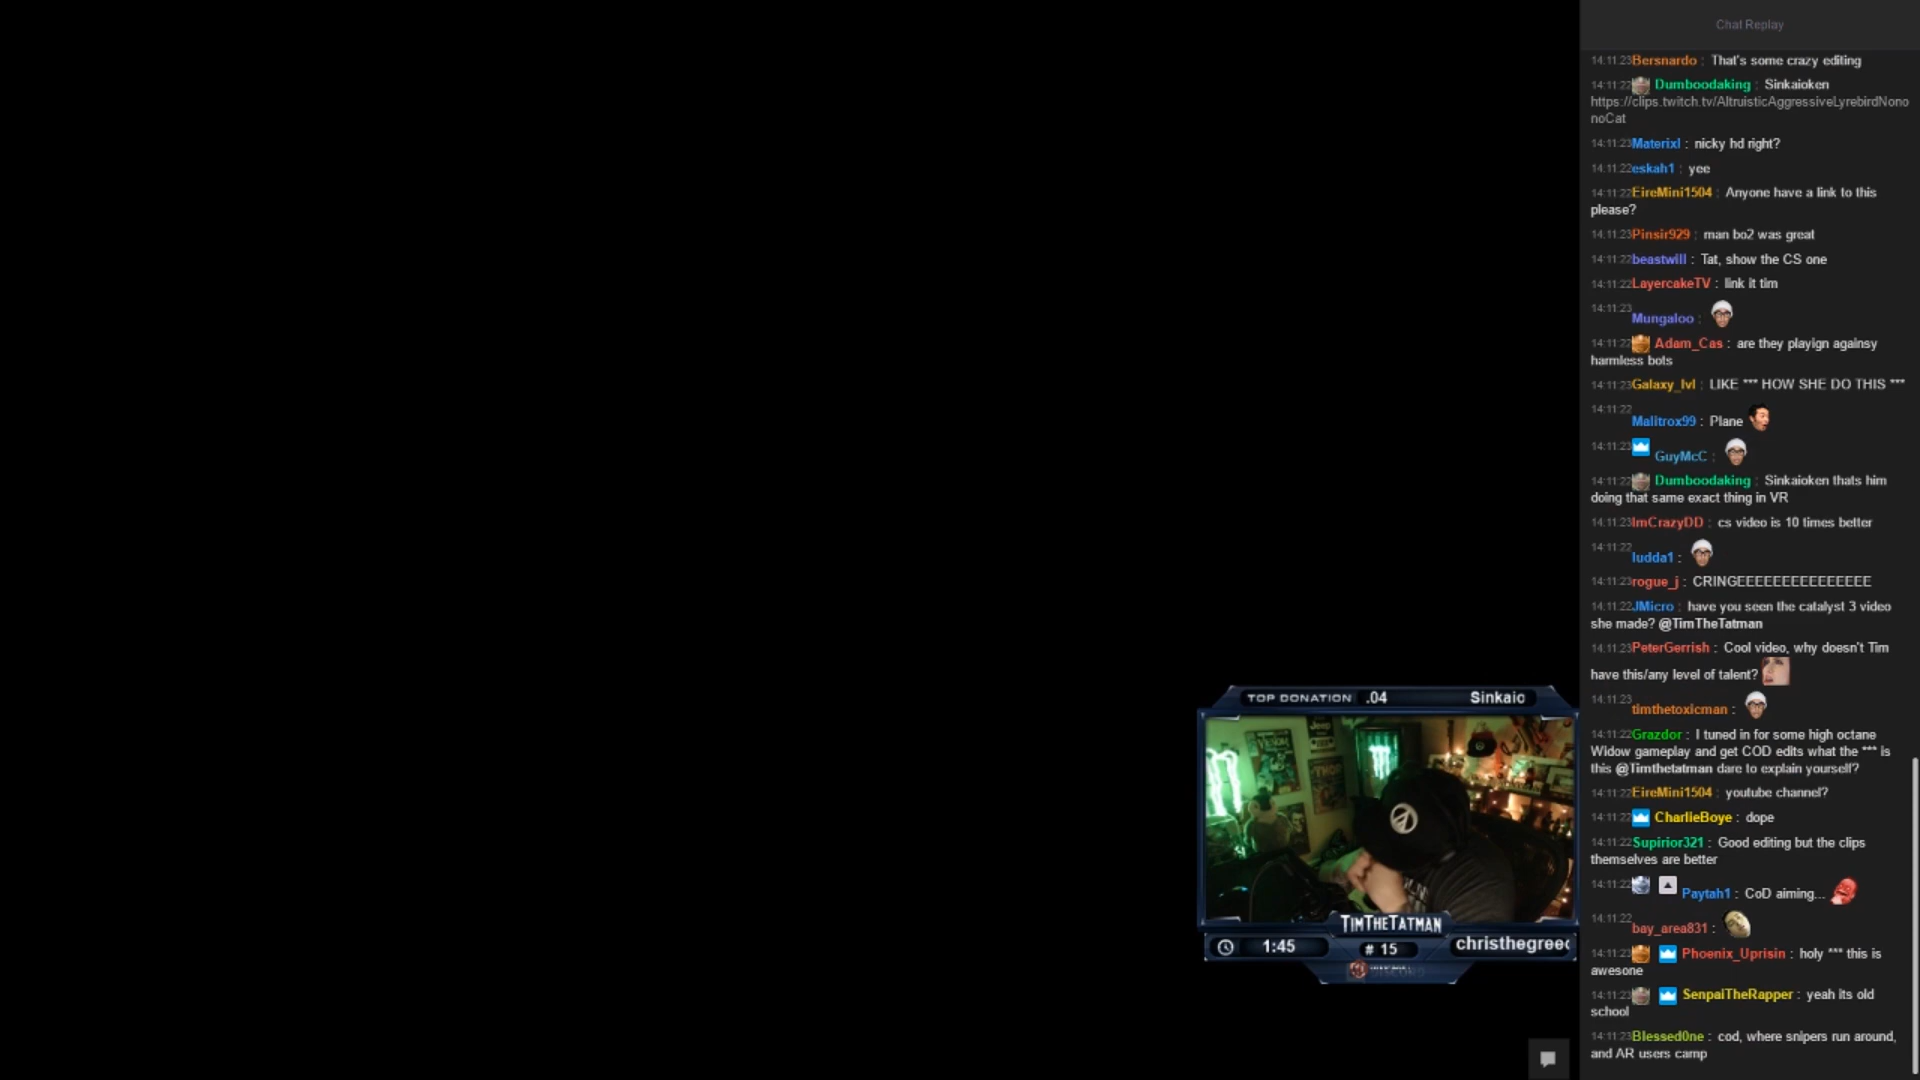 Chat Replay
14:11:23Bersnardo : That's some crazy editing
14:11:22 Dumboodaking : Sinkaioken
https://clips.twitch.tv/AltruisticAggressiveLyrebirdNono
noCat
14:11:23Materixl : nicky hd right?
14:11:22eskah1 : yee
14:11:22EireMini1504 : Anyone have a link to this
please?
14:11:23Pinsir929 : man bo2 was great
14:11:22beastwill : Tat, show the CS one
14:11:22LayercakeTV : link it tim
14:11:23
Mungaloo :
14:11:22 Adam_Cas : are they playign againsy
harmless bots
14:11:23Galaxy_lvl : LIKE *** HOW SHE DO THIS ***
14:11:22
Malitrox99 : Plane
14:11:23 GuyMcC :
14:11:22 Dumboodaking : Sinkaioken thats him
doing that same exact thing in VR
14:11:23ImCrazyDD : cs video is 10 times better
14:11:22
ludda1 :
14:11:23rogue_j : CRINGEEEEEEEEEEEEEEE
14:11:22JMicro : have you seen the catalyst 3 video
she made? @TimTheTatman
14:11:23PeterGerrish : Cool video, why doesn't Tim
have this/any level of talent?
14:11:23
timthetoxicman :
14:11:22Grazdor : I tuned in for some high octane
Widow gameplay and get COD edits what the *** is
this @Timthetatman dare to explain yourself?
14:11:22EireMini1504 : youtube channel?
14:11:22 CharlieBoye : dope
14:11:22Supirior321 : Good editing but the clips
themselves are better
14:11:22 Paytah1 : CoD aiming...
14:11:22
bay_area831 :
14:11:23 Phoenix_Uprisin : holy *** this is
awesone
14:11:23 SenpaiTheRapper : yeah its old
school
14:11:23Blessed0ne : cod, where snipers run around,
and AR users camp
TOP DONATION .04 Sinkaio
TIMTHETATMAN
1:45 # 15 christhegreec